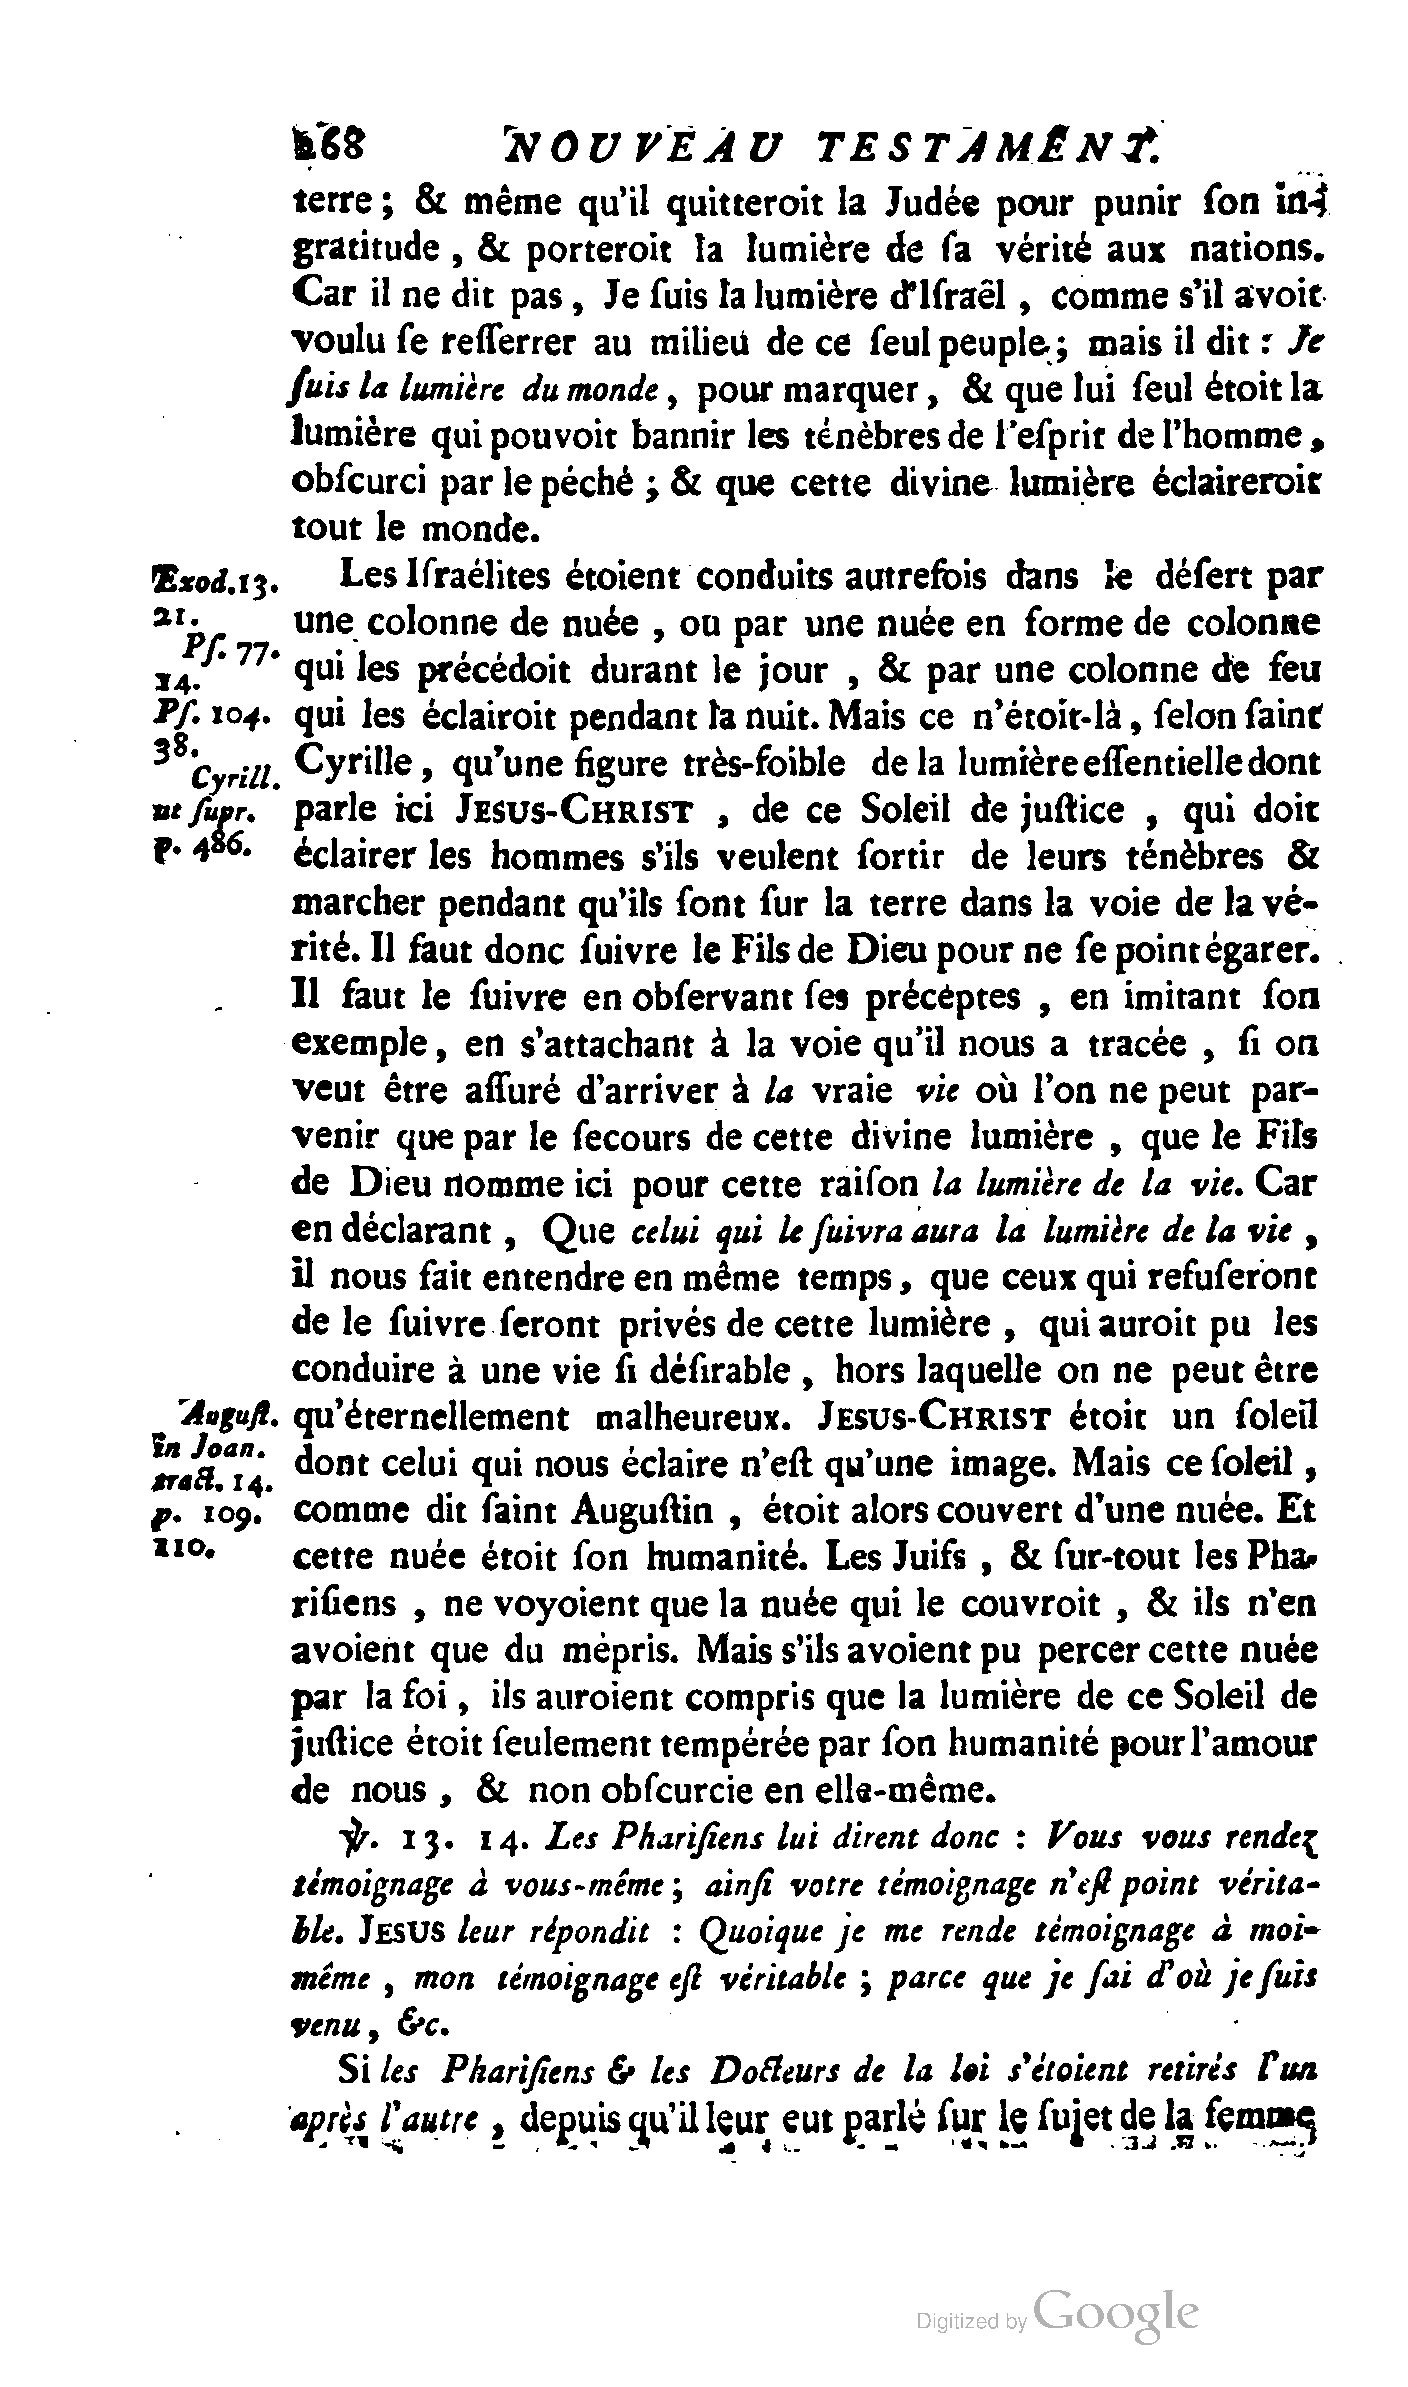 268 NOUVEAU TESTAMENT.
terre ; & même qu'il quitteroit la Judée pour punir ſon in-
gratitude , & porteroit la lumière de ſa vérité aux nations.
Car il ne dit pas , Je ſuis la lumière d'Iſraël , comme s'il avoit
voulu ſe reſſerrer au milieu de ce ſeul peuple ; mais il dit : Je
ſuis la lumière du monde , pour marquer , & que lui ſeul étoit la
lumière qui pouvoit bannir les ténèbres de l'eſprit de l'homme ,
obſcurci par le péché ; & que cette divine lumière éclaireroit
tout le monde.
Exod. 13.
21.
Pſ. 77.
14.
Pſ. 104.
38.
Cyrill.
ut ſupr.
p. 486.
Les Iſraélites étoient conduits autrefois dans le déſert par
une colonne de nuée , ou par une nuée en forme de colonne
qui les précédoit durant le jour , & par une colonne de feu
qui les éclairoit pendant la nuit. Mais ce n'étoit-là , ſelon ſaint
Cyrille , qu'une figure très-foible de la lumière eſſentielle dont
parle ici JESUS-CHRIST , de ce Soleil de juſtice , qui doit
éclairer les hommes s'ils veulent ſortir de leurs ténèbres &
marcher pendant qu'ils ſont ſur la terre dans la voie de la vé-
rité. Il faut donc ſuivre le Fils de Dieu pour ne ſe point égarer.
Il faut le ſuivre en obſervant ſes préceptes , en imitant ſon
exemple , en s'attachant à la voie qu'il nous a tracée , ſi on
veut être aſſuré d'arriver à la vraie vie où l'on ne peut par-
venir que par le ſecours de cette divine lumière , que le Fils
de Dieu nomme ici pour cette raiſon la lumière de la vie. Car
en déclarant , Que celui qui le ſuivra aura la lumière de la vie ,
il nous fait entendre en même temps , que ceux qui refuſeront
de le ſuivre ſeront privés de cette lumière , qui auroit pu les
conduire à une vie ſi déſirable , hors laquelle on ne peut être
Auguſt.
in Joan.
tract. 14.
p. 109.
110.
qu'éternellement malheureux. JESUS-CHRIST étoit un ſoleil
dont celui qui nous éclaire n'eſt qu'une image. Mais ce ſoleil ,
comme dit ſaint Auguſtin , étoit alors couvert d'une nuée. Et
cette nuée étoit ſon humanité. Les Juifs , & ſur-tout les Pha-
riſiens , ne voyoient que la nuée qui le couvroit , & ils n'en
avoient que du mépris. Mais s'ils avoient pu percer cette nuée
par la foi , ils auroient compris que la lumière de ce Soleil de
juſtice étoit ſeulement tempérée par ſon humanité pour l'amour
de nous , & non obſcurcie en elle-même.
℣. 13. 14. Les Phariſiens lui dirent donc : Vous vous rendez
témoignage à vous-même ; ainſi votre témoignage n'eſt point vérita-
ble. JESUS leur répondit : Quoique je me rende témoignage à moi-
même , mon témoignage eſt véritable ; parce que je ſai d'où je ſuis
venu , &c.
Si les Phariſiens & les Docteurs de la loi s'étoient retirés l'un
après l'autre , depuis qu'il leur eut parlé ſur le ſujet de la femme
Digitized by Google